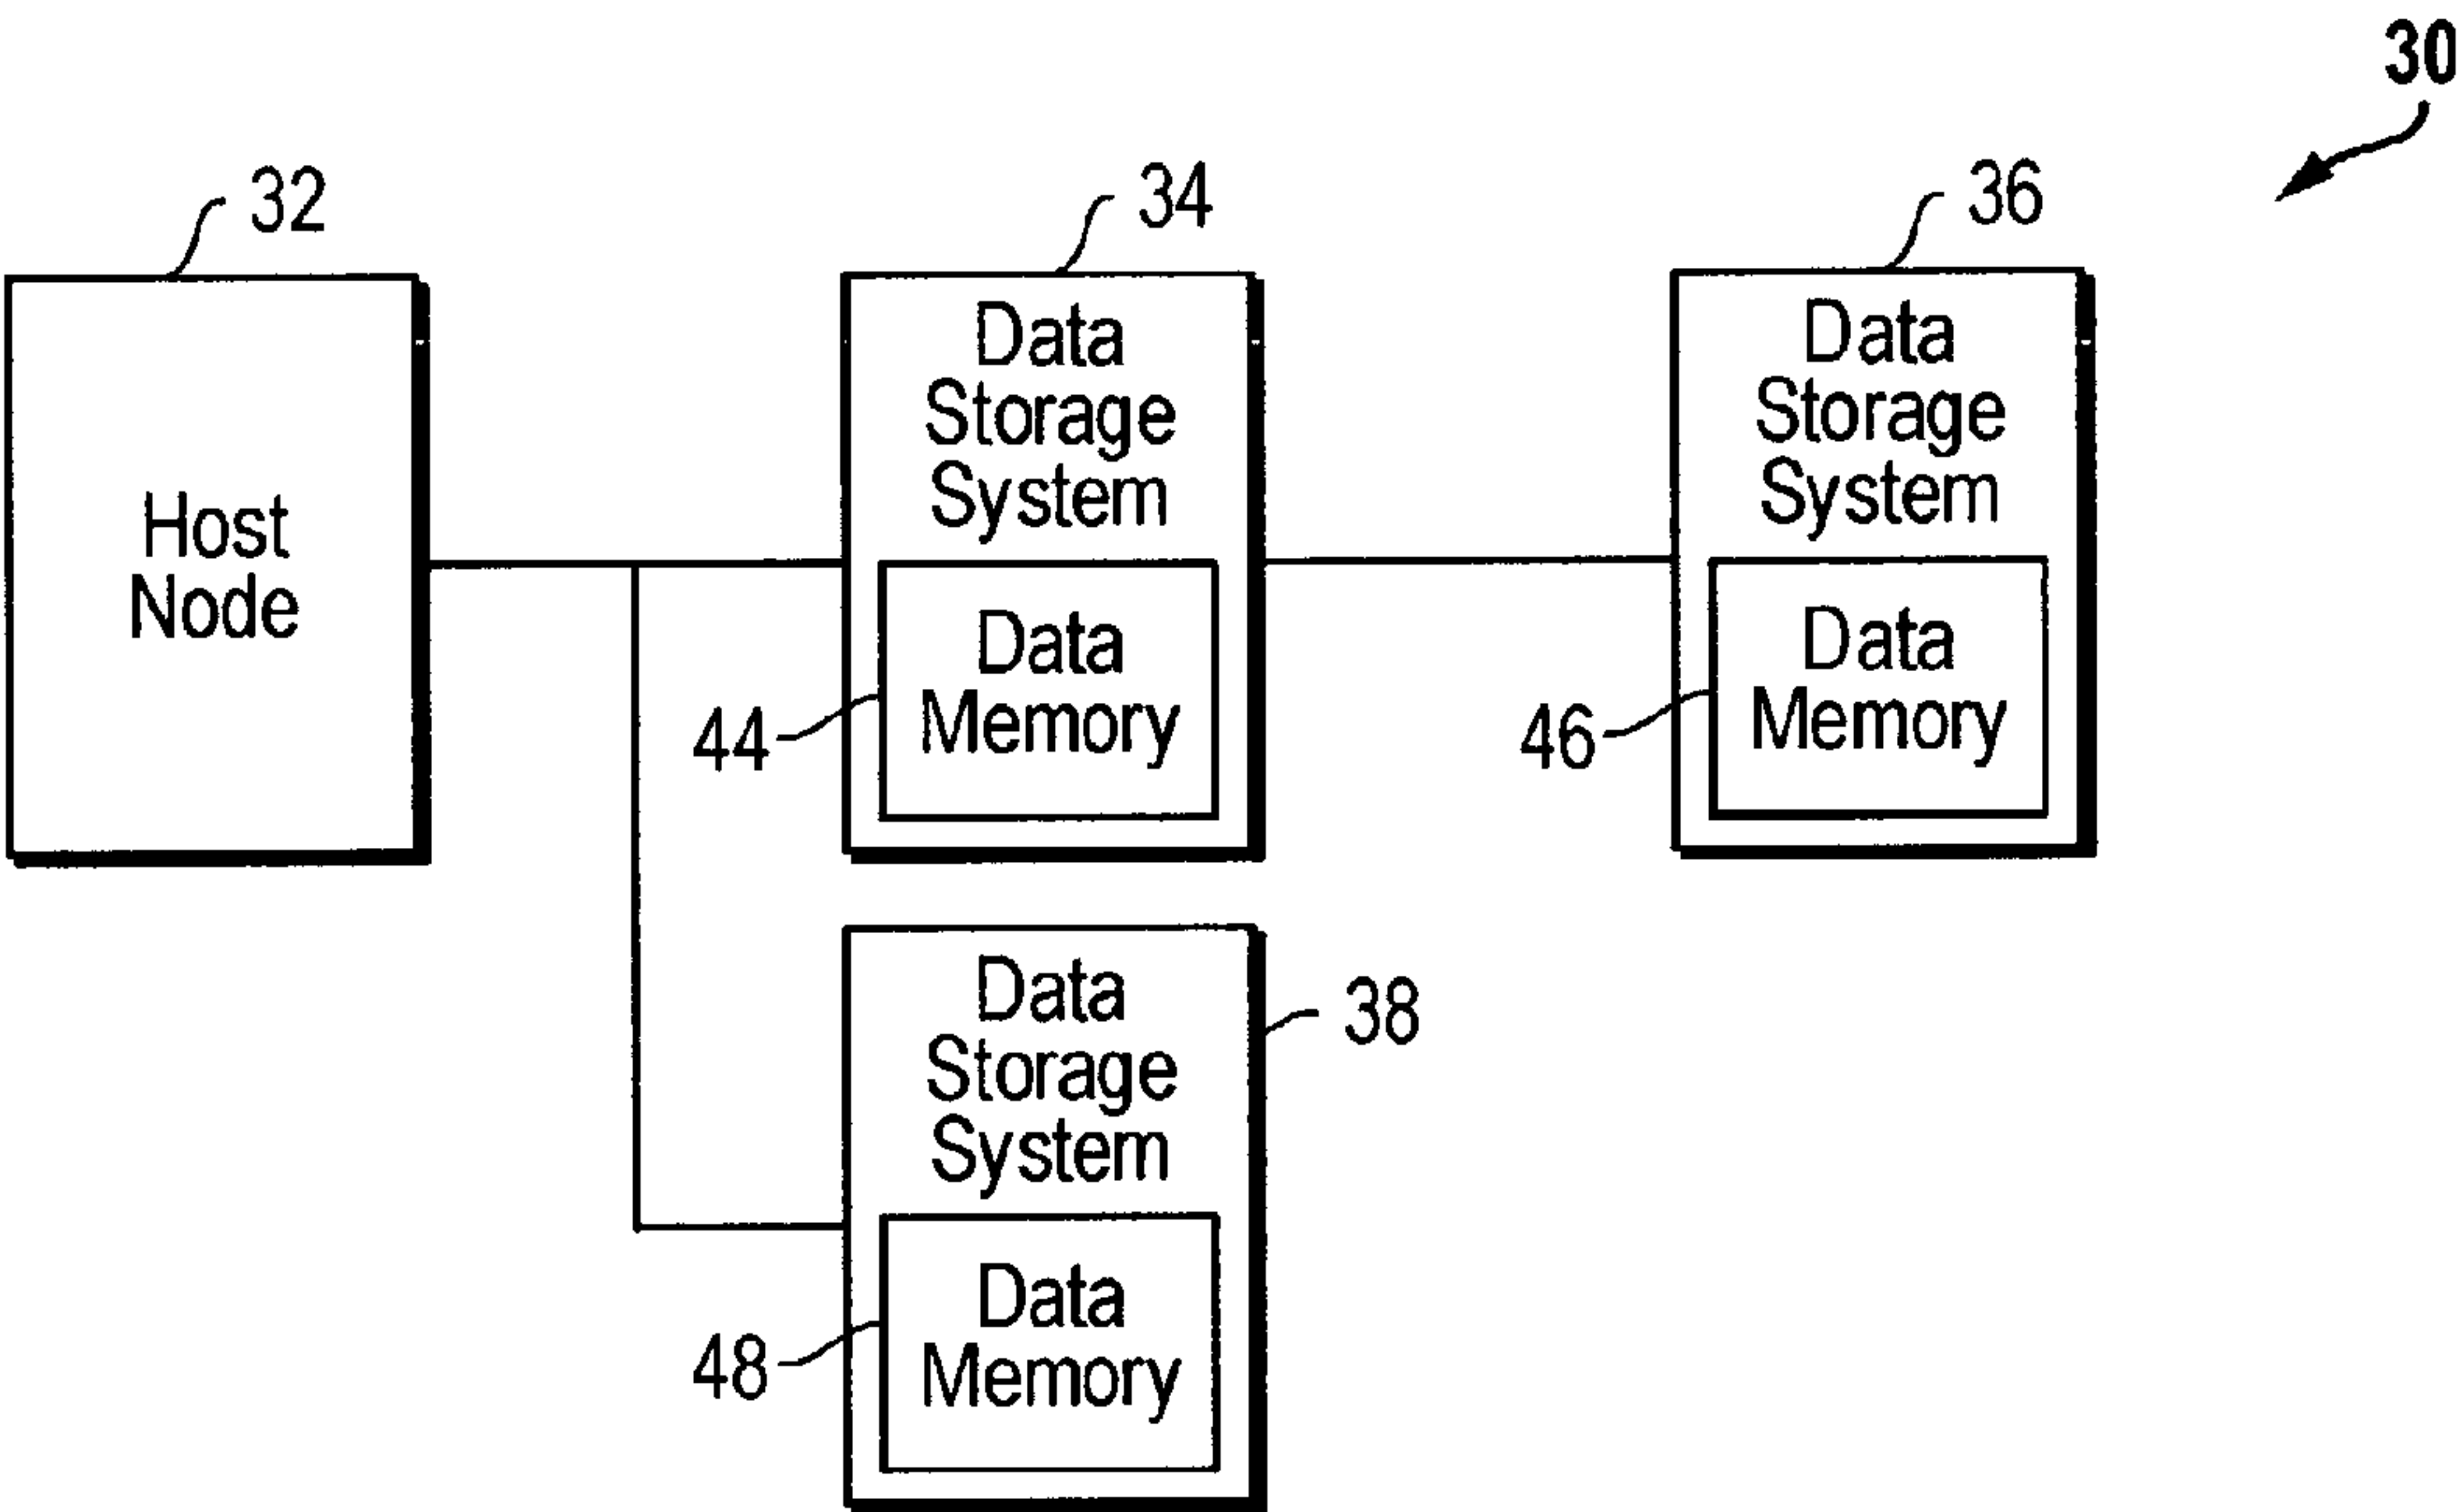 30
32
34
36
Host
Node
Data
Storage
System
Data
Memory
44
Data
Storage
System
Data
Memory
46
Data
Storage
System
38
Data
Memory
48